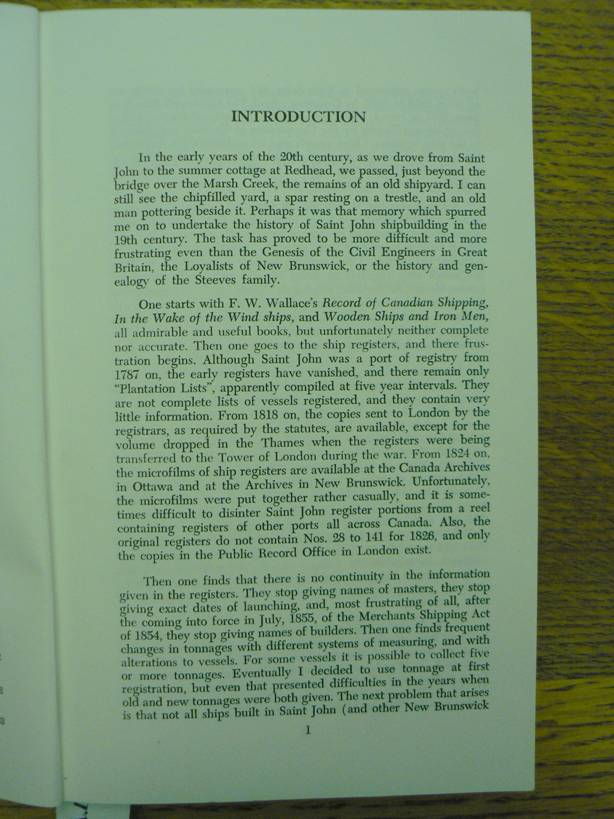 INTRODUCTION
In the early years of the 20th century, as we drove from Saint
John to the summer cottage at Redhead, we passed, just beyond the
bridge over the Marsh Creek, the remains of an old shipyard. I can
still see the chipfilled yard, a spar resting on a trestle, and an old
man pottering beside it. Perhaps it was that memory which spurred
me on to undertake the history of Saint John shipbuilding in the
19th century. The task has proved to be more difficult and more
frustrating even than the Genesis of the Civil Engineers in Great
Britain, the Loyalists of New Brunswick, or the history and gen-
ealogy of the Steeves family.
One starts with F. W. Wallace's Record of Canadian Shipping,
In the Wake of the Wind ships, and Wooden Ships and Iron Men,
all admirable and useful books, but unfortunately neither complete
nor accurate. Then one goes to the ship registers, and there frus-
tration begins. Although Saint John was a port of registry from
1787 on, the early registers have vanished, and there remain only
"Plantation Lists", apparently compiled at five year intervals. They
are not complete lists of vessels registered, and they contain very
little information. From 1818 on, the copies sent to London by the
registrars, as required by the statutes, are available, except for the
volume dropped in the Thames when the registers were being
transferred to the Tower of London during the war. From 1824 on,
the microfilms of ship registers are available at the Canada Archives
in Ottawa and at the Archives in New Brunswick. Unfortunately,
the microfilms were put together rather casually, and it is some-
times difficult to disinter Saint John register portions from a reel
containing registers of other ports all across Canada. Also, the
original registers do not contain Nos. 28 to 141 for 1826, and only
the copies in the Public Record Office in London exist.
Then one finds that there is no continuity in the information
given in the registers. They stop giving names of masters, they stop
giving exact dates of launching, and, most frustrating of all, after
the coming into force in July, 1855, of the Merchants Shipping Act
of 1854, they stop giving names of builders. Then one finds frequent
changes in tonnages with different systems of measuring, and with
alterations to vessels. For some vessels it is possible to collect five
or more tonnages. Eventually I decided to use tonnage at first
registration, but even that presented difficulties in the years when
old and new tonnages were both given. The next problem that arises
is that not all ships built in Saint John (and other New Brunswick
1